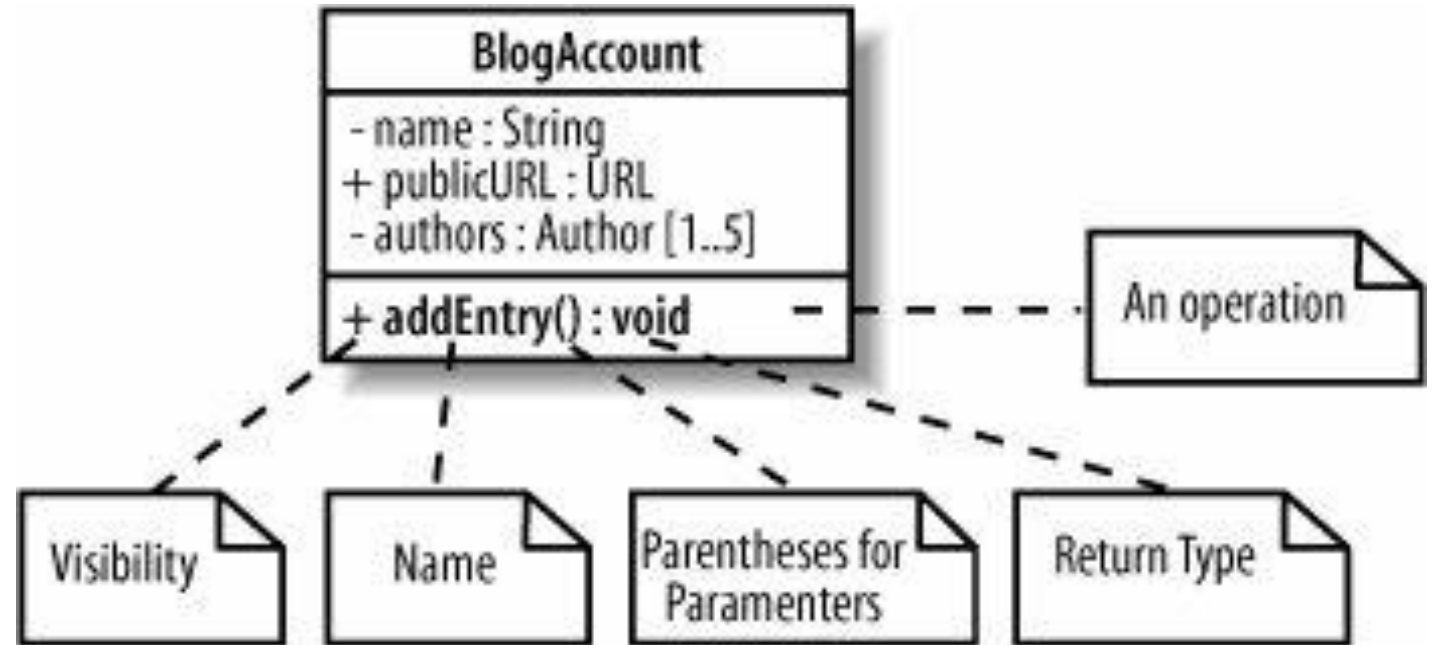 BlogAccount
- name : String
+ publicURL : URL
- authors : Author [1..5]
+ addEntry() : void
An operation
Visibility
Name
Parentheses for
Paramenters
Return Type